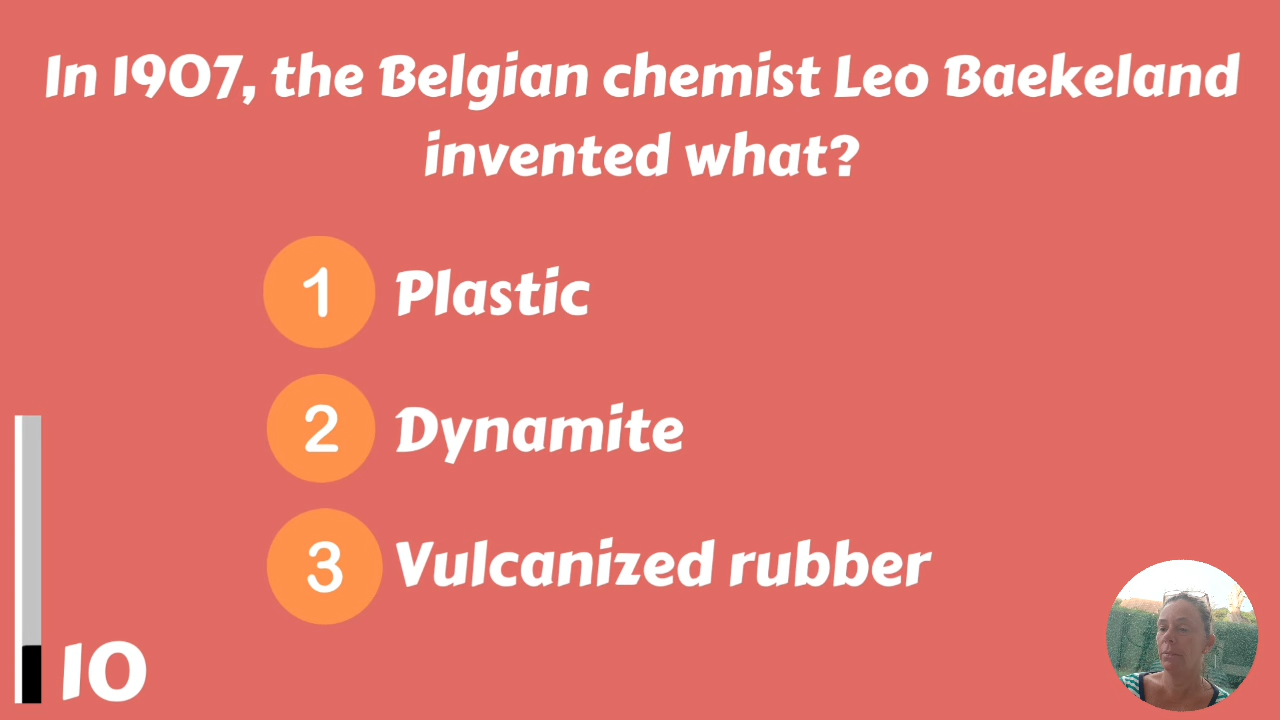 In 1907, the Belgian chemist Leo Baekeland
invented what?
1 Plastic
2 Dynamite
3 Vulcanized rubber
10